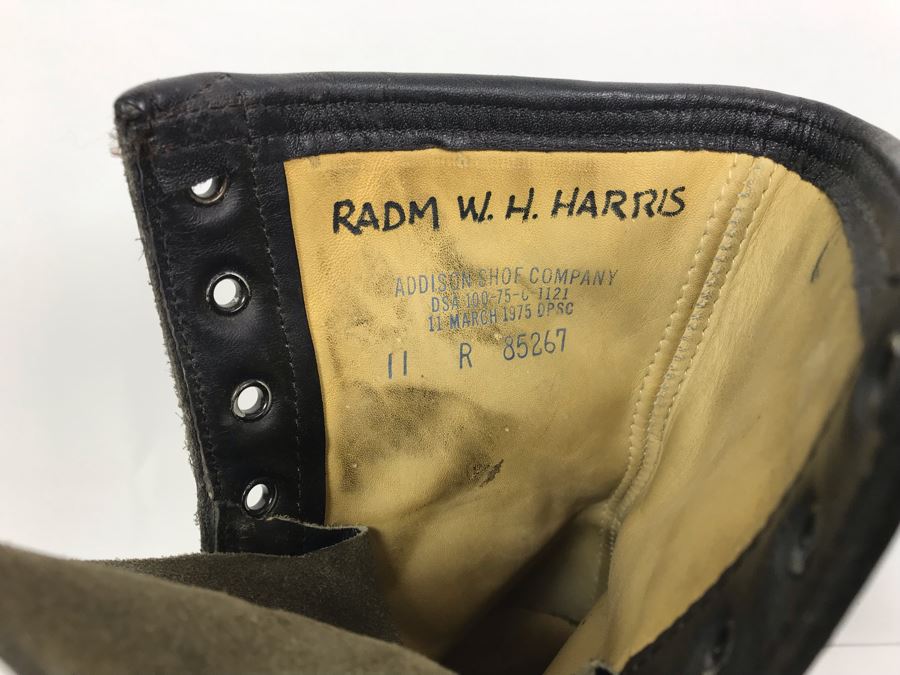 RADM W. H. HARRIS
ADDISON SHOE COMPANY
DSA 100-75-C-1121
11 MARCH 1975 DPSC
11 R 85267